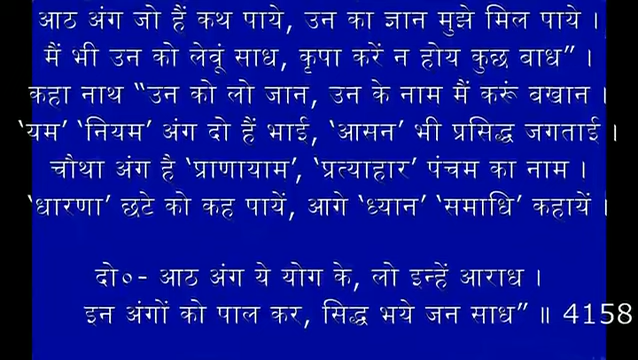 आठ अंग जो हैं कथ पाये, उन का ज्ञान मुझे मिल पाये ।
मैं भी उन को लेवूं साध, कृपा करें न होय कुछ बाध” ।
कहा नाथ “उन को लो जान, उन के नाम मैं करूं बखान ।
‘यम’ ‘नियम’ अंग दो हैं भाई, ‘आसन’ भी प्रसिद्ध जगताई ।
चौथा अंग है ‘प्राणायाम’, ‘प्रत्याहार’ पंचम का नाम ।
‘धारणा’ छटे को कह पायें, आगे ‘ध्यान’ ‘समाधि’ कहायें ।
दो०- आठ अंग ये योग के, लो इन्हें आराध ।
इन अंगों को पाल कर, सिद्ध भये जन साध” ॥ 4158